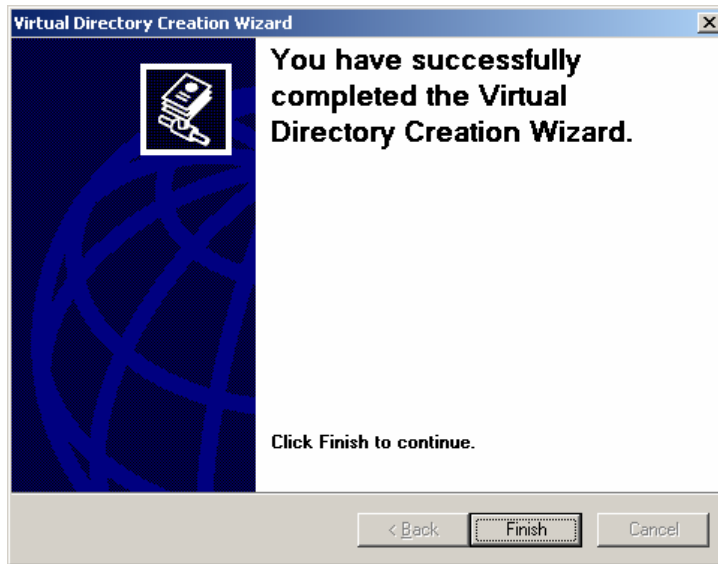 Virtual Directory Creation Wizard
You have successfully
completed the Virtual
Directory Creation Wizard.
Click Finish to continue.
< Back
Finish
Cancel